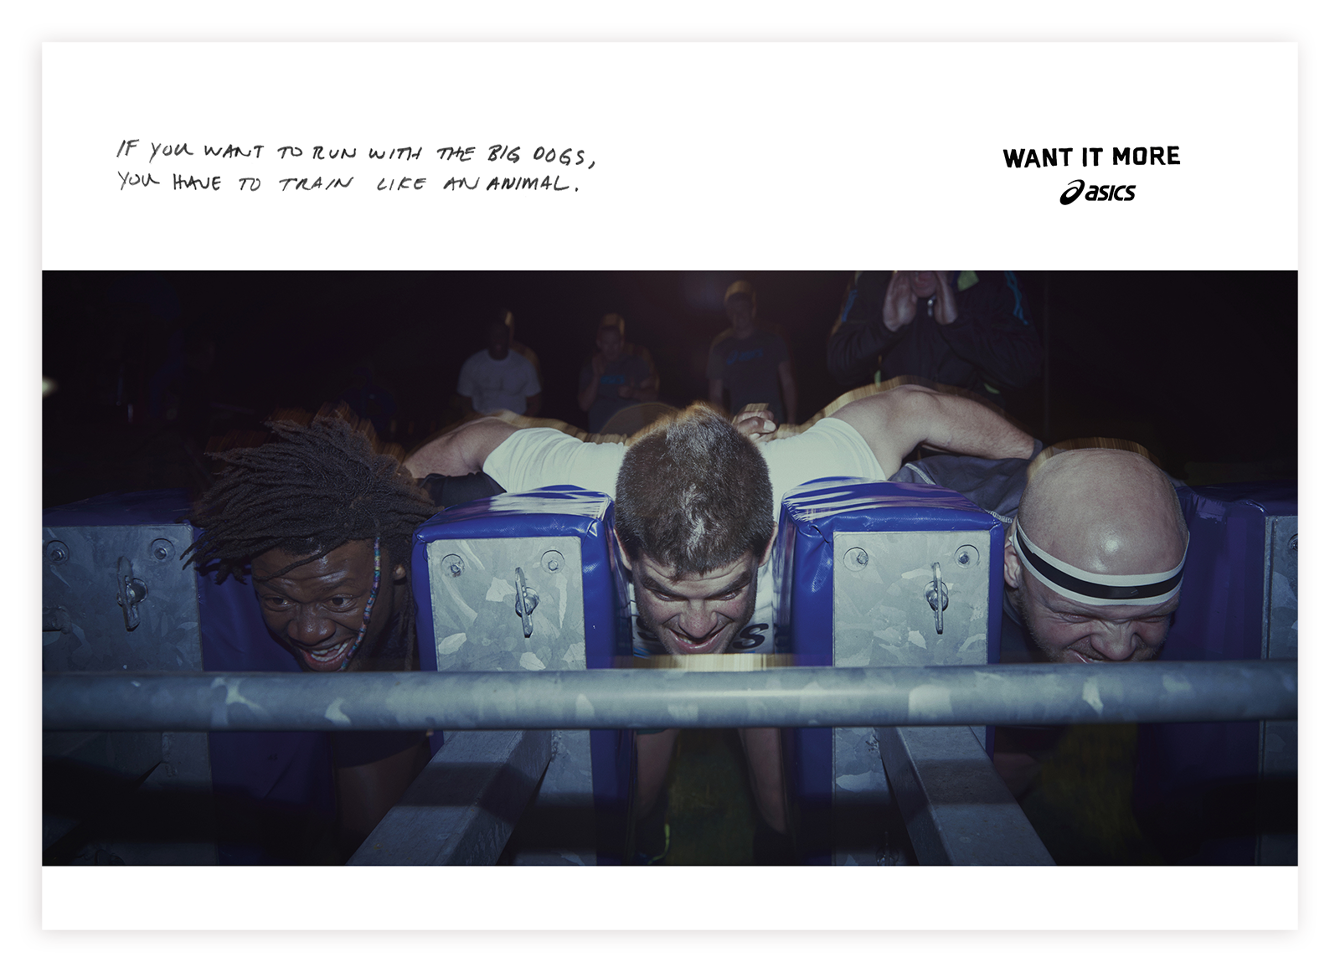 IF YOU WANT TO RUN WITH THE BIG DOGS,
YOU HAVE TO TRAIN LIKE AN ANIMAL.
WANT IT MORE
asics